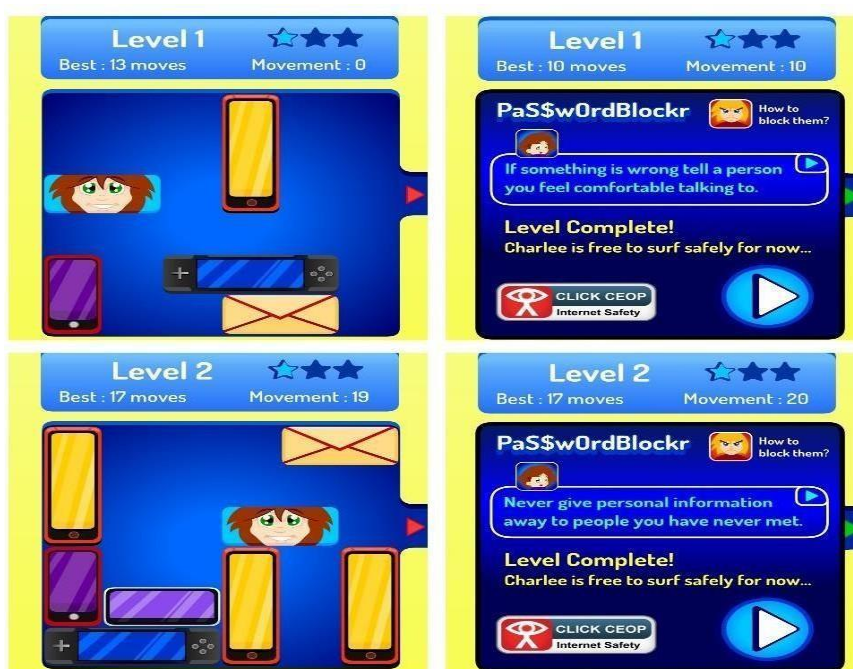 Level 1
Best : 13 moves Movement : 0
Level 1
Best : 10 moves Movement : 10
PaS$w0rdBlockr
How to
block them?
If something is wrong tell a person
you feel comfortable talking to.
Level Complete!
Charlee is free to surf safely for now...
CLICK CEOP
Internet Safety
Level 2
Best : 17 moves Movement : 19
Level 2
Best : 17 moves Movement : 20
PaS$w0rdBlockr
How to
block them?
Never give personal information
away to people you have never met.
Level Complete!
Charlee is free to surf safely for now...
CLICK CEOP
Internet Safety